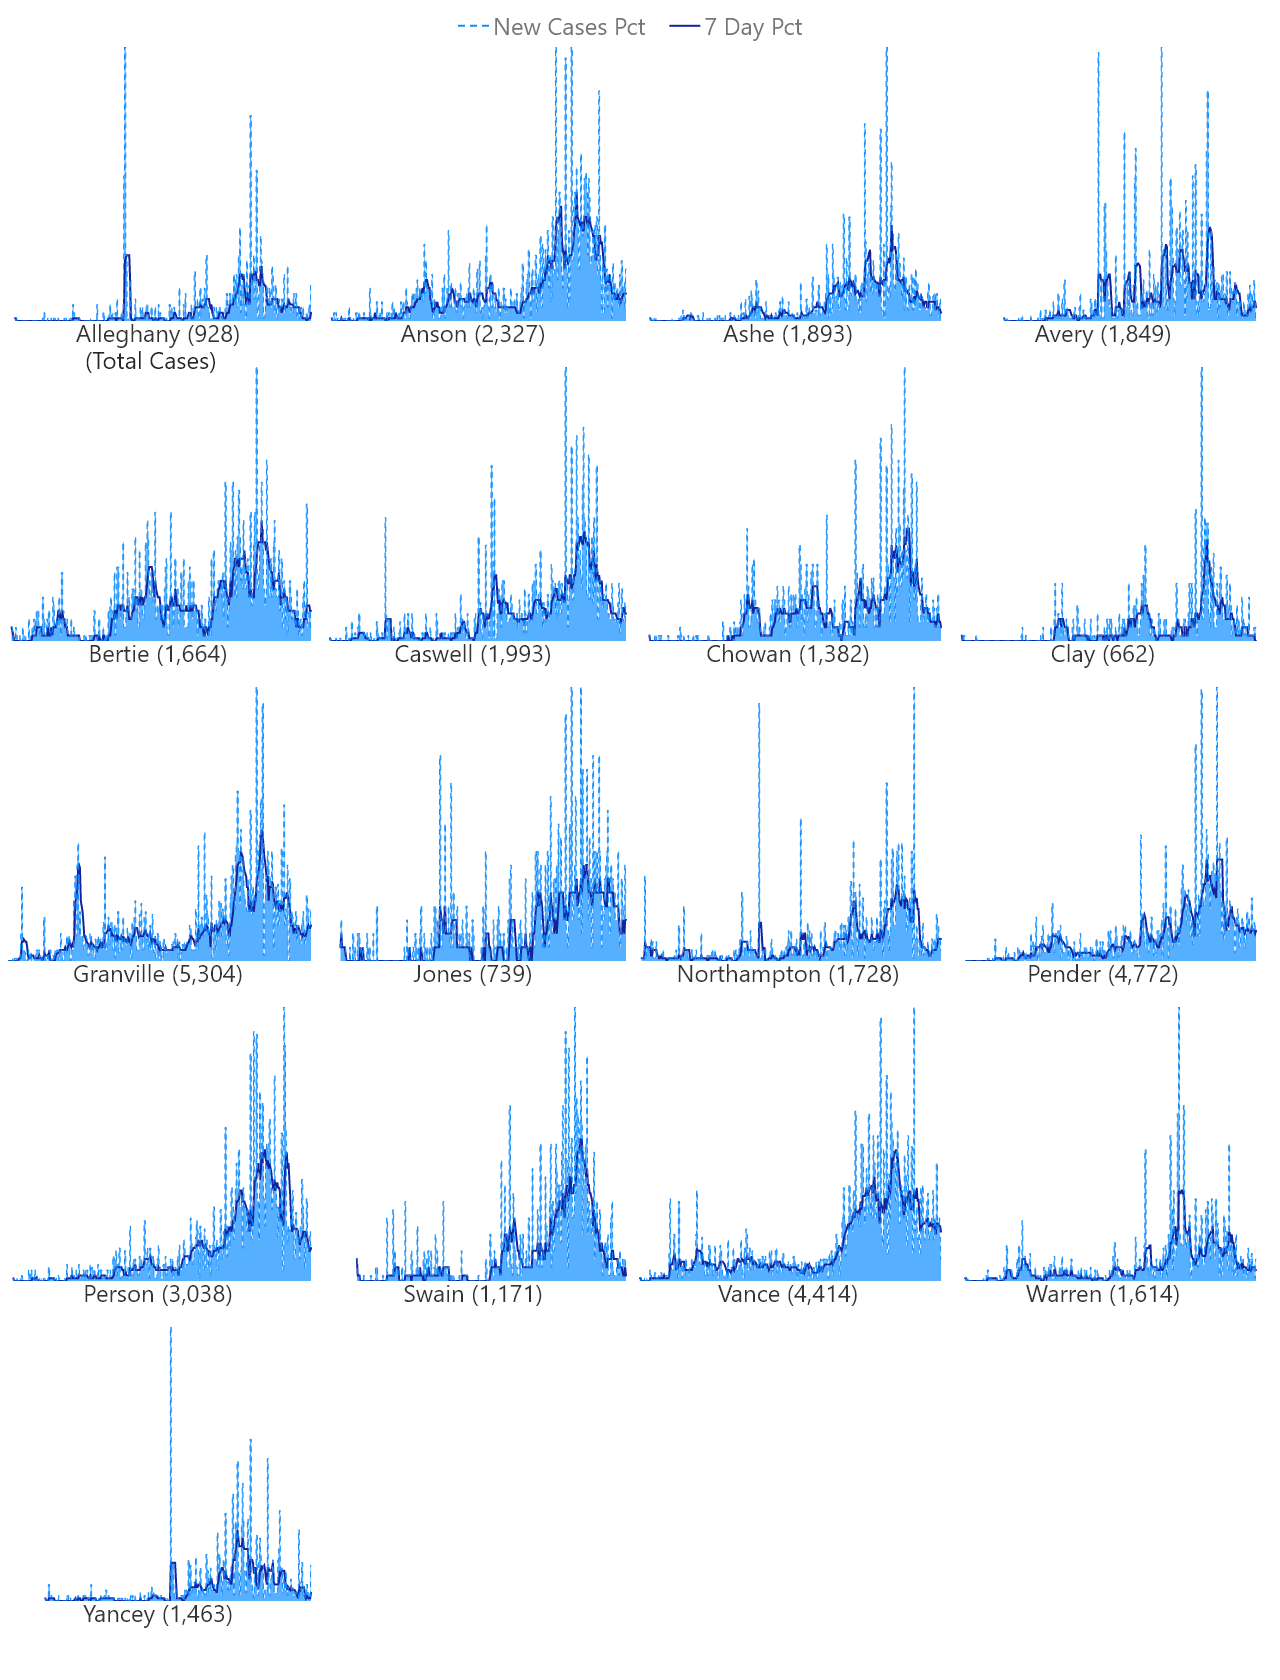 New Cases Pct 7 Day Pct
Alleghany (928) Anson (2,327) Ashe (1,893) Avery (1,849)
(Total Cases)
Bertie (1,664) Caswell (1,993) Chowan (1,382) Clay (662)
Granville (5,304) Jones (739) Northampton (1,728) Pender (4,772)
Person (3,038) Swain (1,171) Vance (4,414) Warren (1,614)
Yancey (1,463)